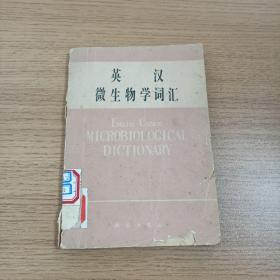 英 汉
微生物学词汇
ENGLISH-CHINESE
MICROBIOLOGICAL
DICTIONARY